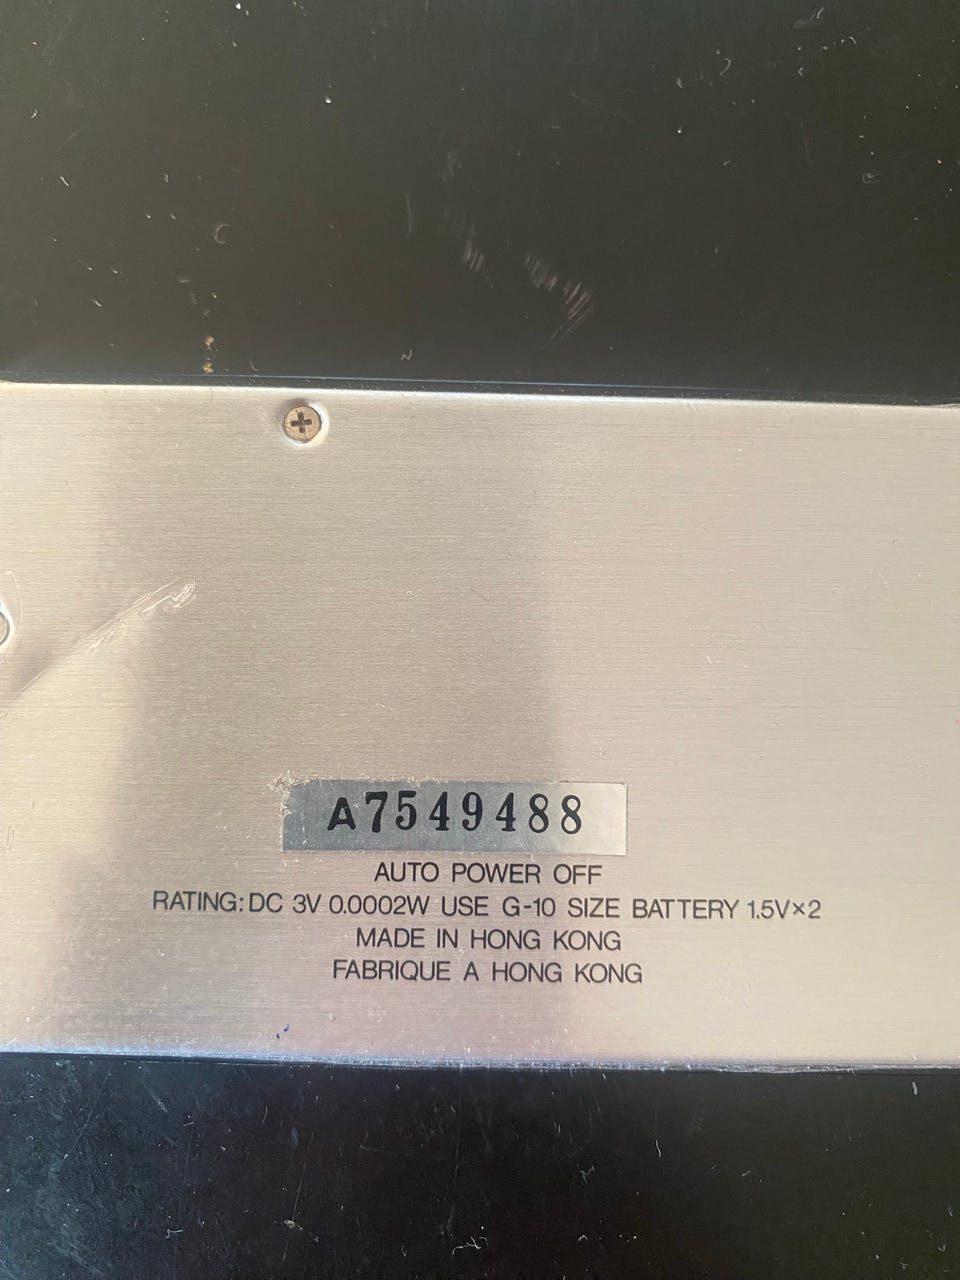 A7549488
AUTO POWER OFF
RATING: DC 3V 0.0002W USE G-10 SIZE BATTERY 1.5V×2
MADE IN HONG KONG
FABRIQUE A HONG KONG